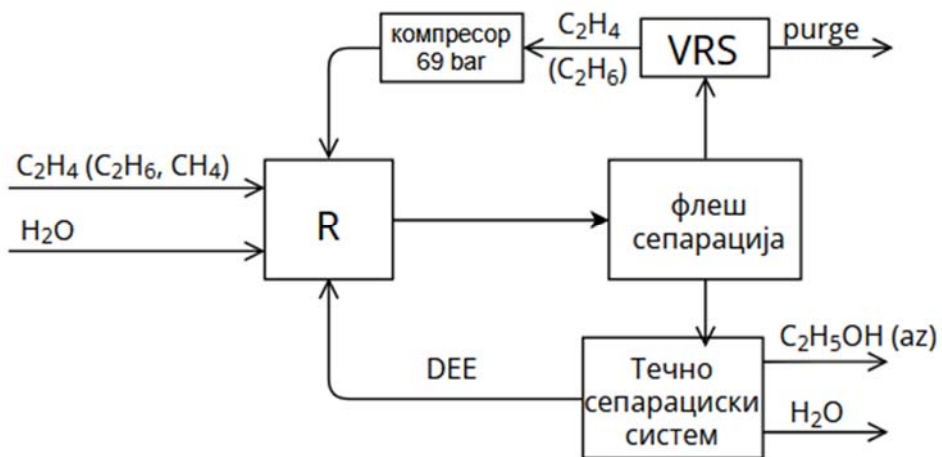 компресор
69 bar
C₂H₄
(C₂H₆)
VRS
purge
C₂H₄ (C₂H₆, CH₄)
H₂O
R
флеш
сепарација
DEE
Течно
сепарациски
систем
C₂H₅OH (az)
H₂O